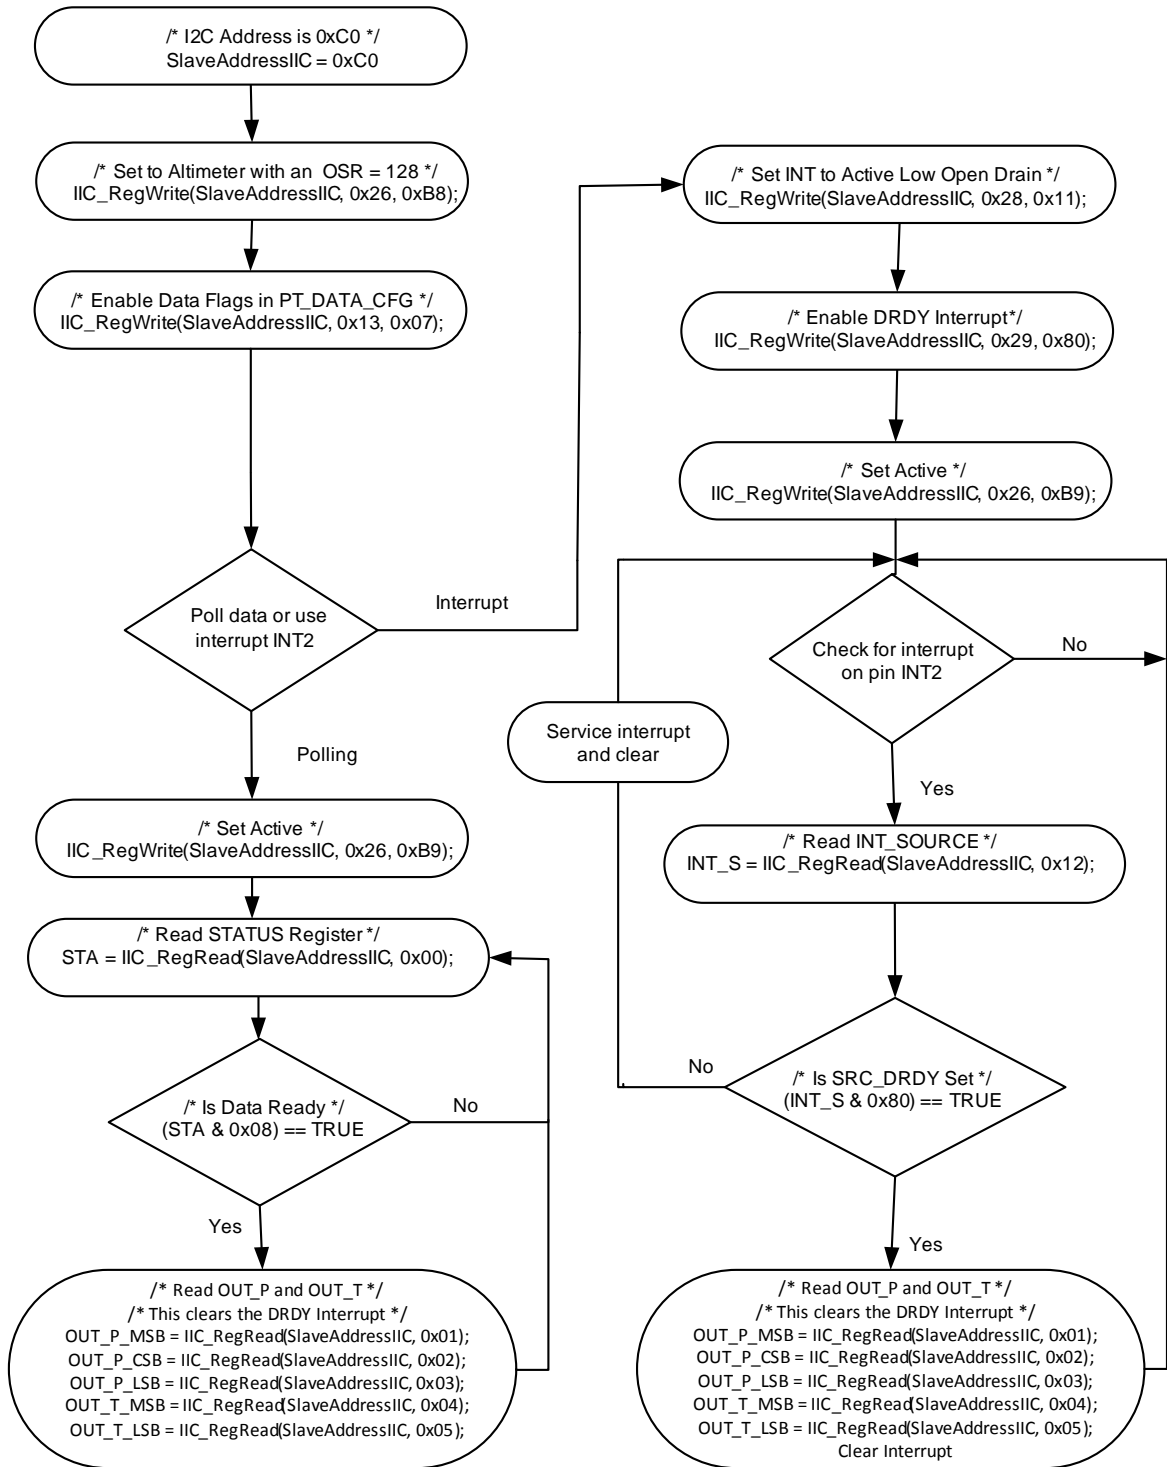 /* I2C Address is 0xC0 */
SlaveAddressIIC = 0xC0
/* Set to Altimeter with an OSR = 128 */
IIC_RegWrite(SlaveAddressIIC, 0x26, 0xB8);
/* Enable Data Flags in PT_DATA_CFG */
IIC_RegWrite(SlaveAddressIIC, 0x13, 0x07);
Poll data or use
interrupt INT2
Interrupt
Polling
/* Set Active */
IIC_RegWrite(SlaveAddressIIC, 0x26, 0xB9);
/* Read STATUS Register */
STA = IIC_RegRead(SlaveAddressIIC, 0x00);
/* Is Data Ready */
(STA & 0x08) == TRUE
No
Yes
/* Read OUT_P and OUT_T */
/* This clears the DRDY Interrupt */
OUT_P_MSB = IIC_RegRead(SlaveAddressIIC, 0x01);
OUT_P_CSB = IIC_RegRead(SlaveAddressIIC, 0x02);
OUT_P_LSB = IIC_RegRead(SlaveAddressIIC, 0x03);
OUT_T_MSB = IIC_RegRead(SlaveAddressIIC, 0x04);
OUT_T_LSB = IIC_RegRead(SlaveAddressIIC, 0x05);
/* Set INT to Active Low Open Drain */
IIC_RegWrite(SlaveAddressIIC, 0x28, 0x11);
/* Enable DRDY Interrupt*/
IIC_RegWrite(SlaveAddressIIC, 0x29, 0x80);
/* Set Active */
IIC_RegWrite(SlaveAddressIIC, 0x26, 0xB9);
Check for interrupt
on pin INT2
No
Service interrupt
and clear
Yes
/* Read INT_SOURCE */
INT_S = IIC_RegRead(SlaveAddressIIC, 0x12);
No
/* Is SRC_DRDY Set */
(INT_S & 0x80) == TRUE
Yes
/* Read OUT_P and OUT_T */
/* This clears the DRDY Interrupt */
OUT_P_MSB = IIC_RegRead(SlaveAddressIIC, 0x01);
OUT_P_CSB = IIC_RegRead(SlaveAddressIIC, 0x02);
OUT_P_LSB = IIC_RegRead(SlaveAddressIIC, 0x03);
OUT_T_MSB = IIC_RegRead(SlaveAddressIIC, 0x04);
OUT_T_LSB = IIC_RegRead(SlaveAddressIIC, 0x05);
Clear Interrupt